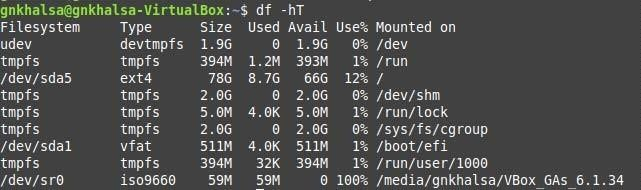 gnkhalsa@gnkhalsa-VirtualBox:~$ df -hT
Filesystem     Type      Size  Used Avail Use% Mounted on
udev           devtmpfs  1.9G     0  1.9G   0% /dev
tmpfs          tmpfs     394M  1.2M  393M   1% /run
/dev/sda5      ext4       78G  8.7G   66G  12% /
tmpfs          tmpfs     2.0G     0  2.0G   0% /dev/shm
tmpfs          tmpfs     5.0M  4.0K  5.0M   1% /run/lock
tmpfs          tmpfs     2.0G     0  2.0G   0% /sys/fs/cgroup
/dev/sda1      vfat      511M  4.0K  511M   1% /boot/efi
tmpfs          tmpfs     394M   32K  394M   1% /run/user/1000
/dev/sr0       iso9660    59M   59M     0 100% /media/gnkhalsa/VBox_GAs_6.1.34